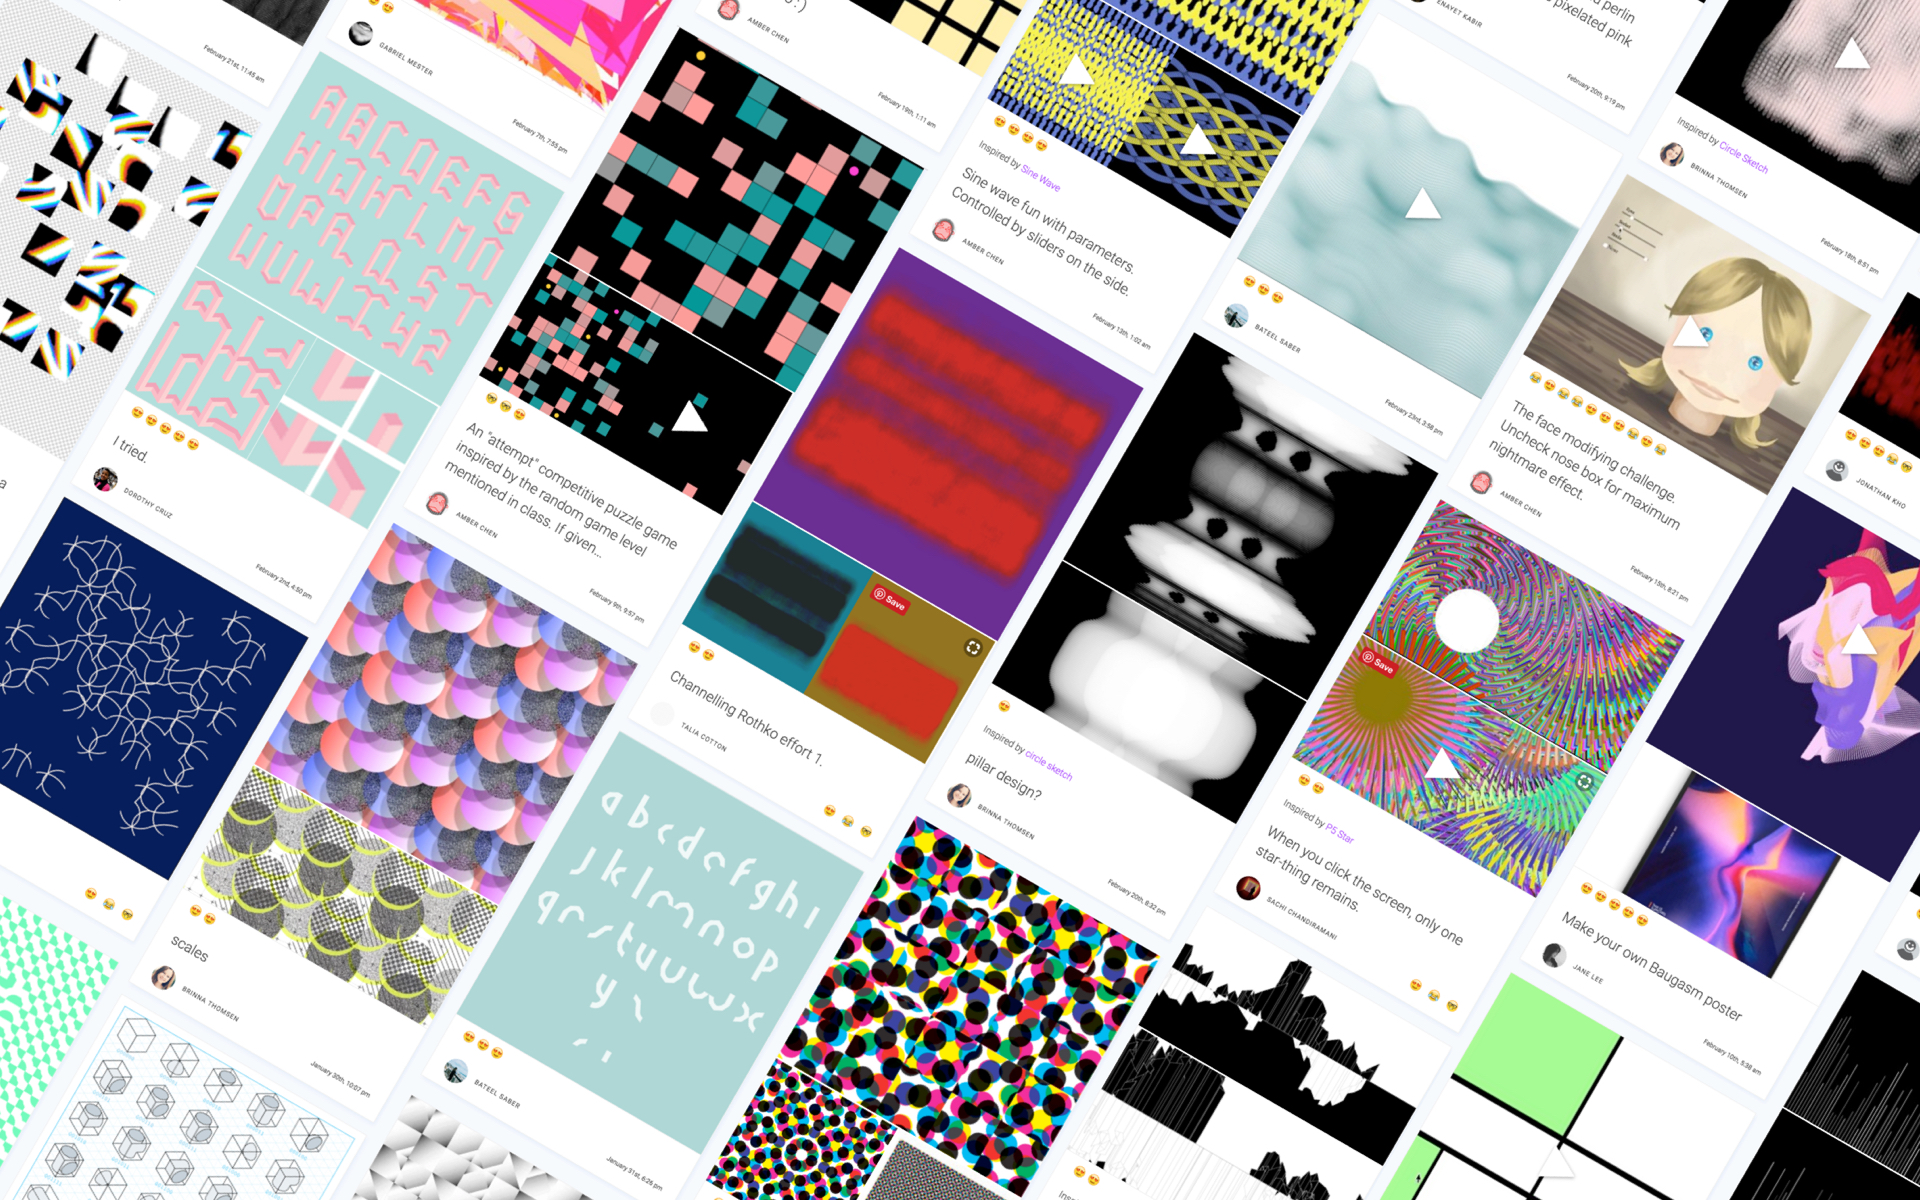 February 21st, 11:45 am
GABRIEL MESTER
February 7th, 7:55 pm
A B C D E F G
H I J K L M N
O P Q R S T
U V W X Y Z
I tried.
DOROTHY CRUZ
February 2nd, 4:50 pm
scales
BRINNA THOMSEN
January 30th, 10:07 pm
AMBER CHEN
February 19th, 1:11 am
An "attempt" competitive puzzle game
inspired by the random game level
mentioned in class. If given...
AMBER CHEN
February 9th, 9:57 pm
a b c d e f g h i
j k l m n o p
q r s t u v w x
y z
BATEEL SABER
January 31st, 6:26 pm
Inspired by Sine Wave
Sine wave fun with parameters.
Controlled by sliders on the side.
AMBER CHEN
February 13th, 1:02 am
Save
Channelling Rothko effort 1.
TALIA COTTON
ENAYET KABIR
perlin
pixelated pink
February 20th, 9:19 pm
BATEEL SABER
February 23rd, 3:58 pm
Inspired by circle sketch
pillar design?
BRINNA THOMSEN
February 20th, 8:32 pm
Inspired by Circle Sketch
BRINNA THOMSEN
February 18th, 8:51 pm
The face modifying challenge.
Uncheck nose box for maximum
nightmare effect.
AMBER CHEN
February 15th, 8:21 pm
Save
Inspired by P5 Star
When you click the screen, only one
star-thing remains.
SACHI CHANDIRAMANI
JONATHAN KHO
Make your own Baugasm poster
JANE LEE
February 10th, 5:38 am